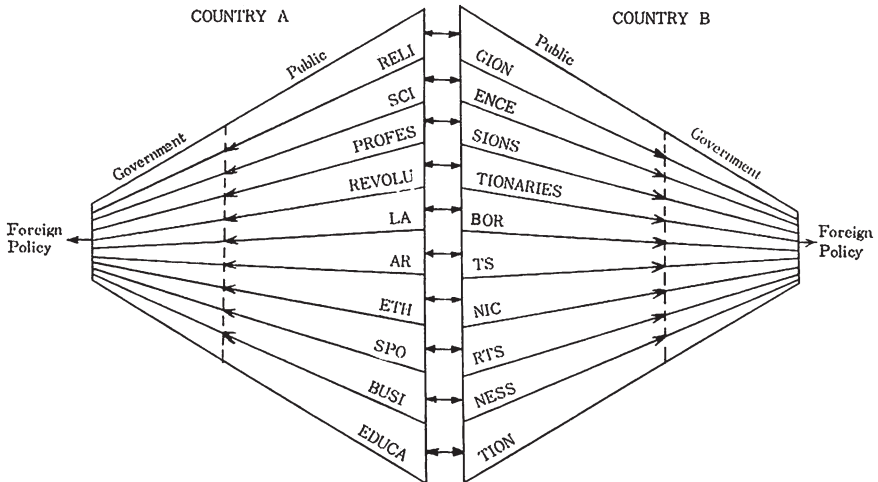 COUNTRY A
COUNTRY B
Public
Public
RELI GION
SCI ENCE
PROFES SIONS
Government
Government
REVOLU TIONARIES
LA BOR
Foreign
Policy
Foreign
Policy
AR TS
ETH NIC
SPO RTS
BUSI NESS
EDUCA TION